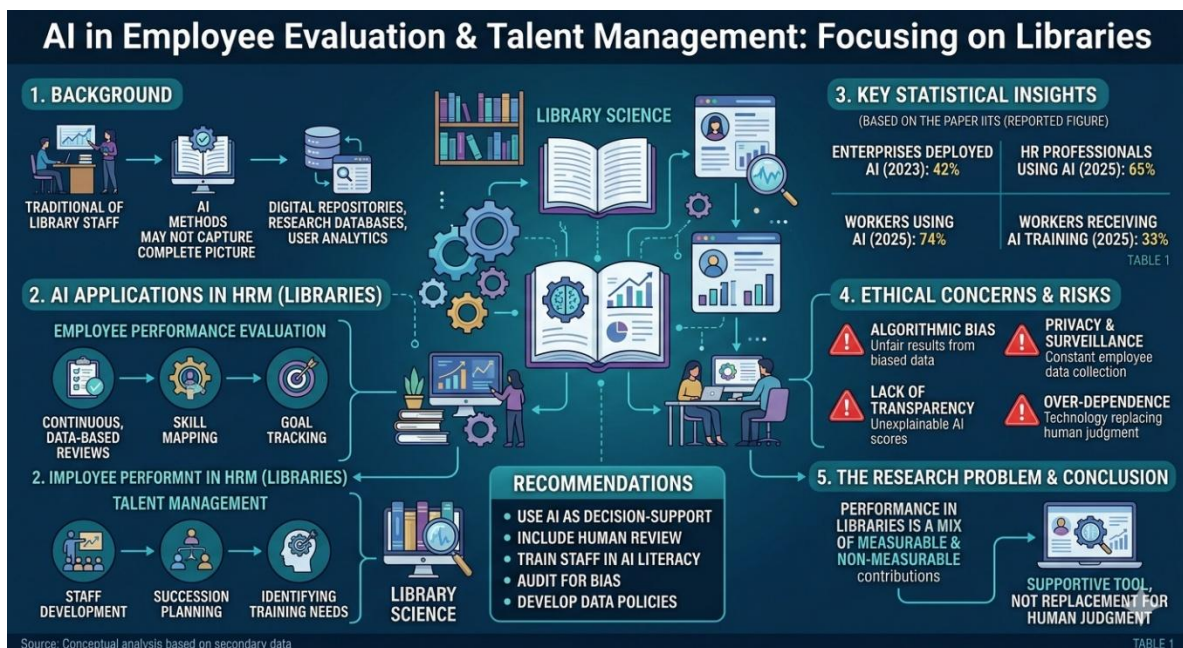 AI in Employee Evaluation & Talent Management: Focusing on Libraries
1. BACKGROUND
TRADITIONAL OF
LIBRARY STAFF
AI
METHODS
MAY NOT CAPTURE
COMPLETE PICTURE
DIGITAL REPOSITORIES,
RESEARCH DATABASES,
USER ANALYTICS
2. AI APPLICATIONS IN HRM (LIBRARIES)
EMPLOYEE PERFORMANCE EVALUATION
CONTINUOUS,
DATA-BASED
REVIEWS
SKILL
MAPPING
GOAL
TRACKING
2. IMPLOYEE PERFORMNT IN HRM (LIBRARIES)
TALENT MANAGEMENT
STAFF
DEVELOPMENT
SUCCESSION
PLANNING
IDENTIFYING
TRAINING NEEDS
LIBRARY SCIENCE
LIBRARY
SCIENCE
RECOMMENDATIONS
• USE AI AS DECISION-SUPPORT
• INCLUDE HUMAN REVIEW
• TRAIN STAFF IN AI LITERACY
• AUDIT FOR BIAS
• DEVELOP DATA POLICIES
3. KEY STATISTICAL INSIGHTS
(BASED ON THE PAPER IITS (REPORTED FIGURE)
ENTERPRISES DEPLOYED
AI (2023): 42%
HR PROFESSIONALS
USING AI (2025): 65%
WORKERS USING
AI (2025): 74%
WORKERS RECEIVING
AI TRAINING (2025): 33%
TABLE 1
4. ETHICAL CONCERNS & RISKS
ALGORITHMIC BIAS
Unfair results from
biased data
PRIVACY &
SURVEILLANCE
Constant employee
data collection
LACK OF
TRANSPARENCY
Unexplainable AI
scores
OVER-DEPENDENCE
Technology replacing
human judgment
5. THE RESEARCH PROBLEM & CONCLUSION
PERFORMANCE IN
LIBRARIES IS A MIX
OF MEASURABLE &
NON-MEASURABLE
contributions
SUPPORTIVE TOOL,
NOT REPLACEMENT FOR
HUMAN JUDGMENT
Source: Conceptual analysis based on secondary data
TABLE 1